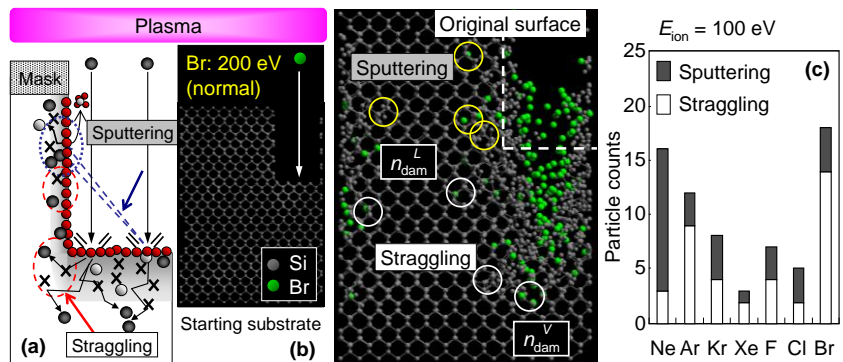 Plasma
Mask
Sputtering
(a)
Straggling
Br: 200 eV
(normal)
Si
Br
(b)
Starting substrate
Original surface
Sputtering
n_dam^L
Straggling
n_dam^V
E_ion = 100 eV
(c)
Sputtering
Straggling
Particle counts
25
20
15
10
5
0
Ne Ar Kr Xe F Cl Br